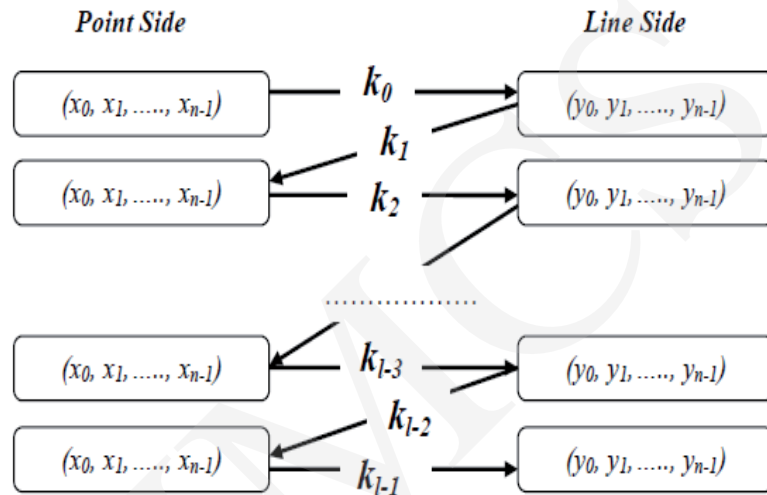 Point Side Line Side
(x0, x1, ....., xn-1) k0 (y0, y1, ....., yn-1)
k1
(x0, x1, ....., xn-1) k2 (y0, y1, ....., yn-1)
.....................
(x0, x1, ....., xn-1) kl-3 (y0, y1, ....., yn-1)
kl-2
(x0, x1, ....., xn-1) kl-1 (y0, y1, ....., yn-1)